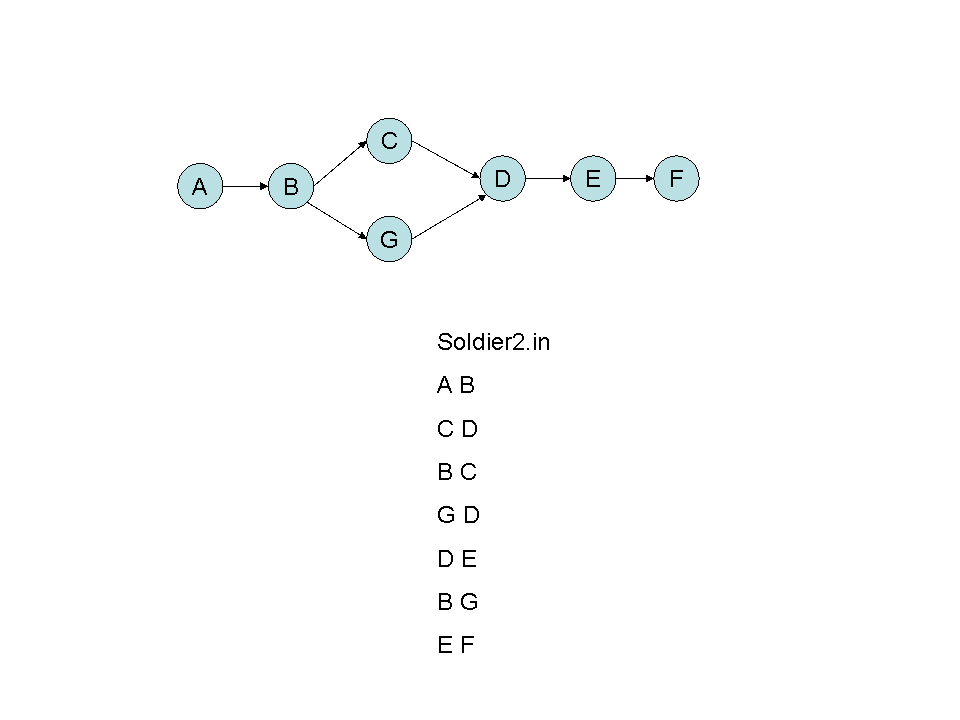 C
A B D E F
G
Soldier2.in
A B
C D
B C
G D
D E
B G
E F